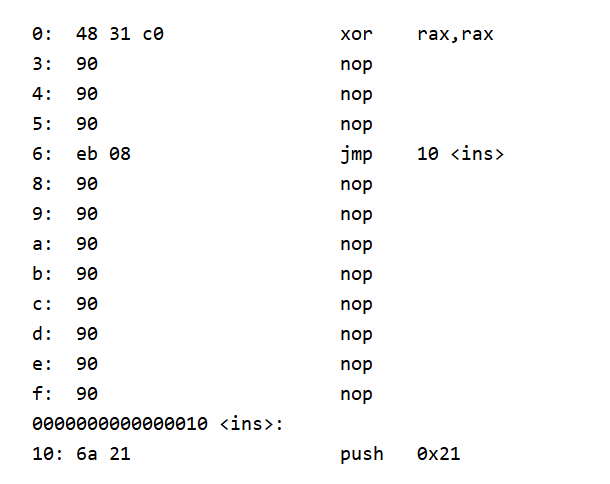 0: 48 31 c0 xor rax,rax
3: 90 nop
4: 90 nop
5: 90 nop
6: eb 08 jmp 10 <ins>
8: 90 nop
9: 90 nop
a: 90 nop
b: 90 nop
c: 90 nop
d: 90 nop
e: 90 nop
f: 90 nop
0000000000000010 <ins>:
10: 6a 21 push 0x21